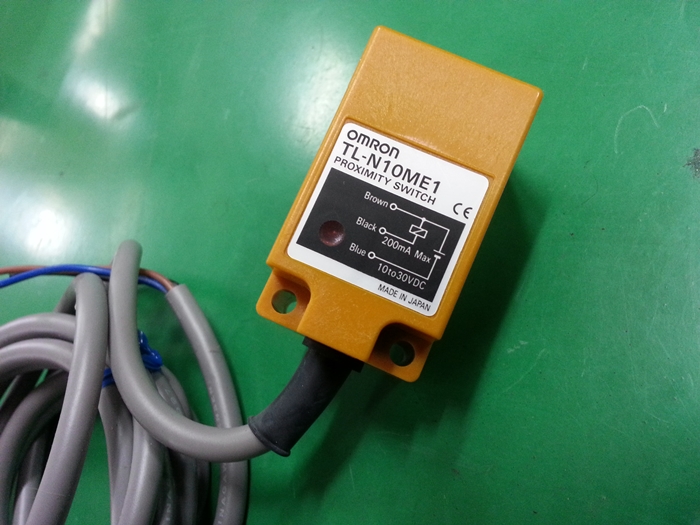 OMRON
TL-N10ME1
PROXIMITY SWITCH
CE
Brown
Black
200mA Max
Blue
10to30VDC
MADE IN JAPAN